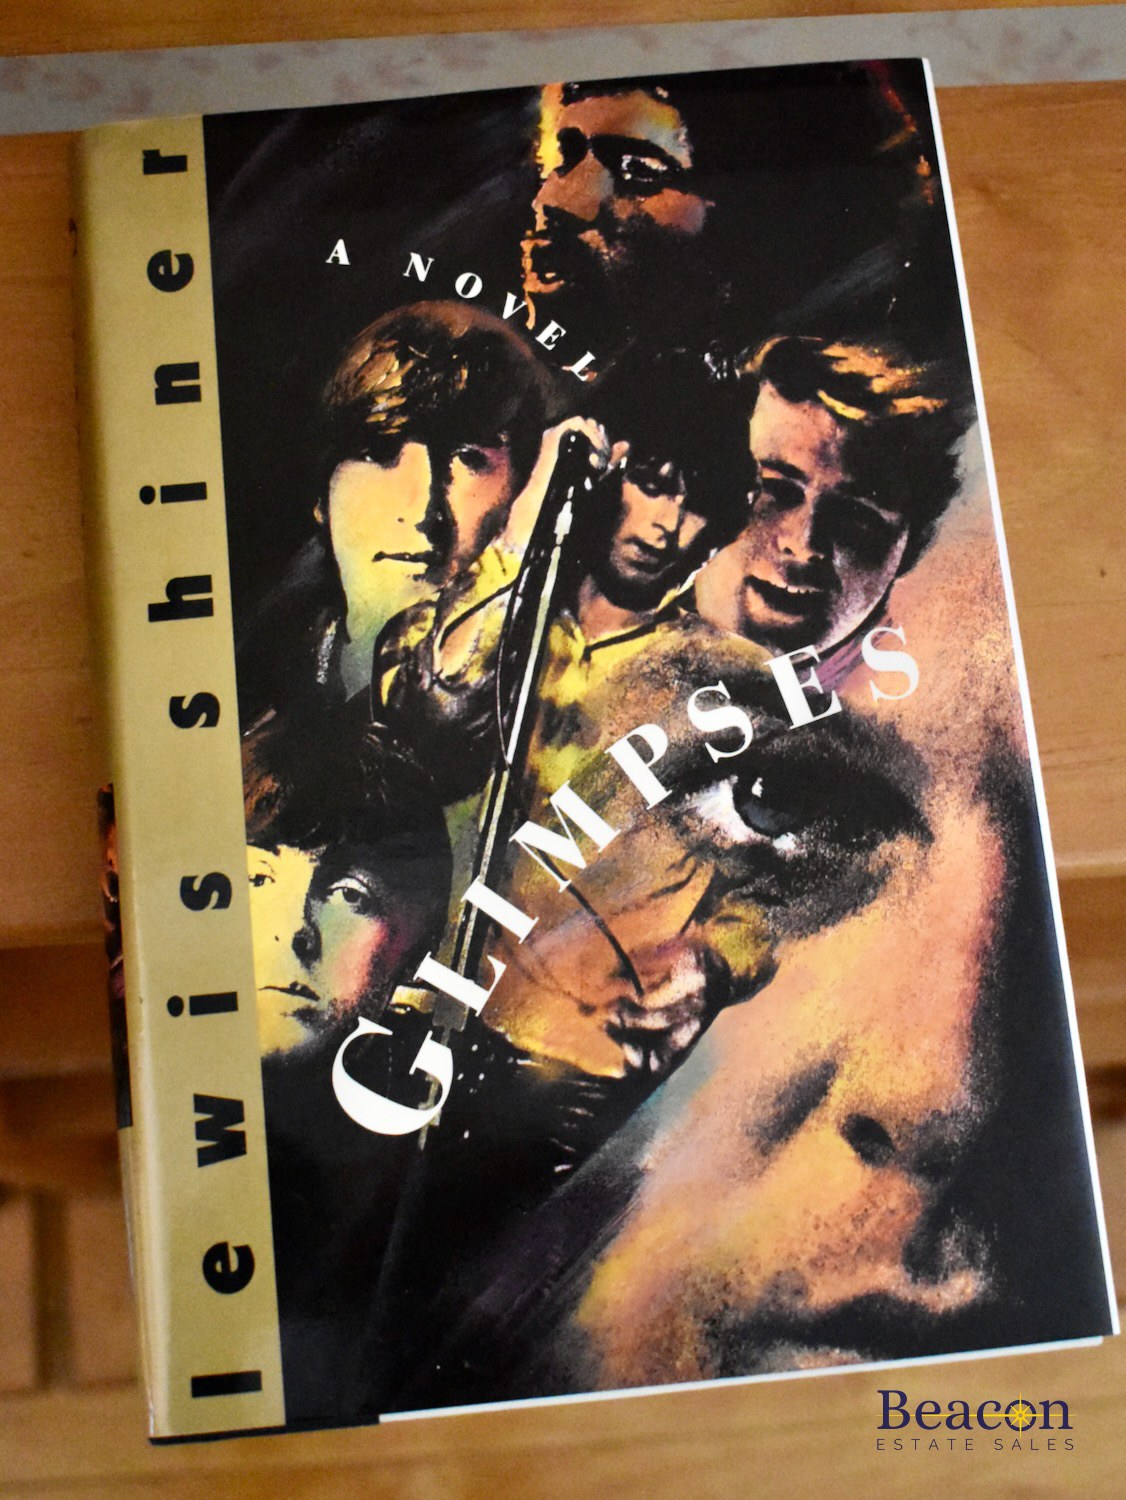 lewis shiner
A NOVEL
GLIMPSES
Beacon
ESTATE SALES